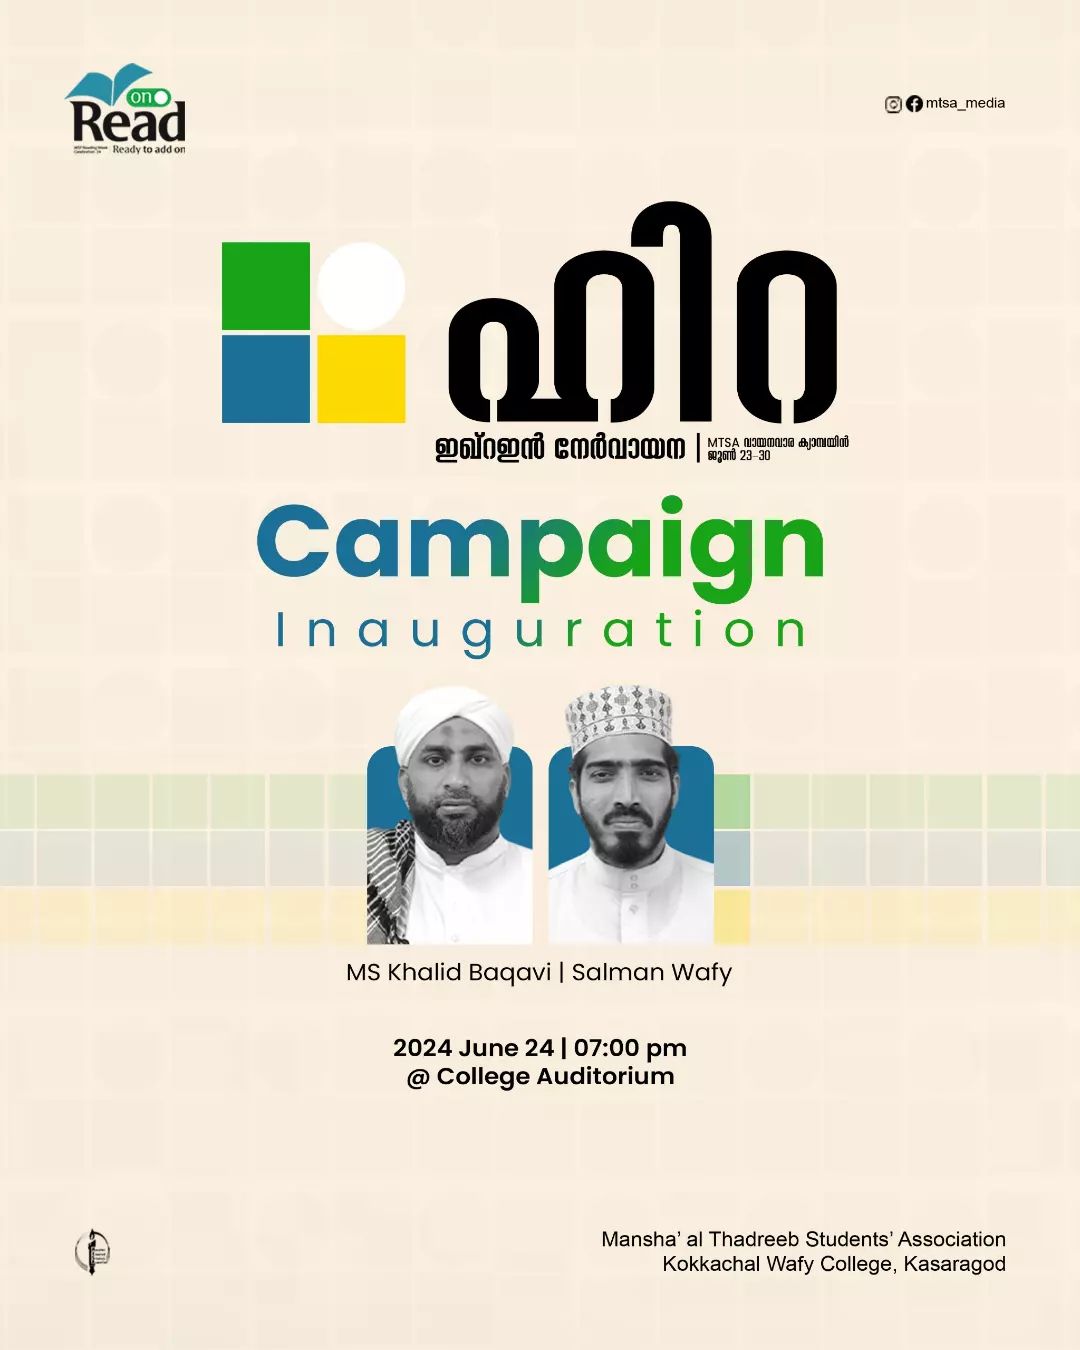 on
Read
Ready to add on
mtsa_media
ഹിറ
ഇഖ്റഇൻ നേർവായന
MTSA വായനവാര ക്യാമ്പയിൻ
ജൂൺ 23-30
Campaign
Inauguration
MS Khalid Baqavi | Salman Wafy
2024 June 24 | 07:00 pm
@ College Auditorium
Mansha' al Thadreeb Students' Association
Kokkachal Wafy College, Kasaragod